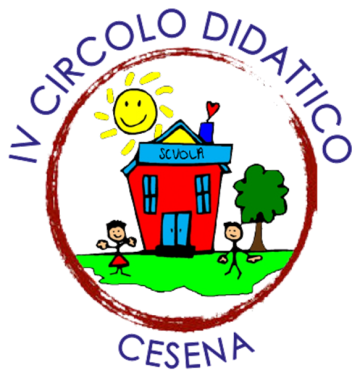 IV CIRCOLO DIDATTICO
SCUOLA
CESENA